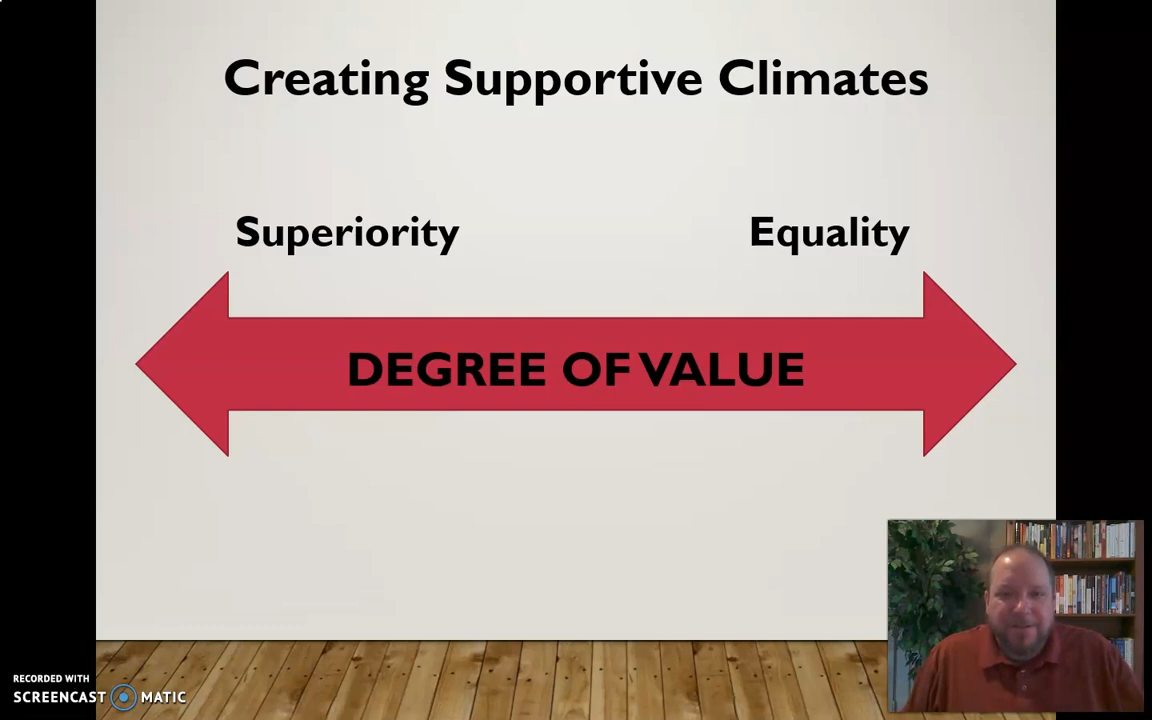 Creating Supportive Climates
Superiority Equality
DEGREE OF VALUE
RECORDED WITH
SCREENCAST MATIC